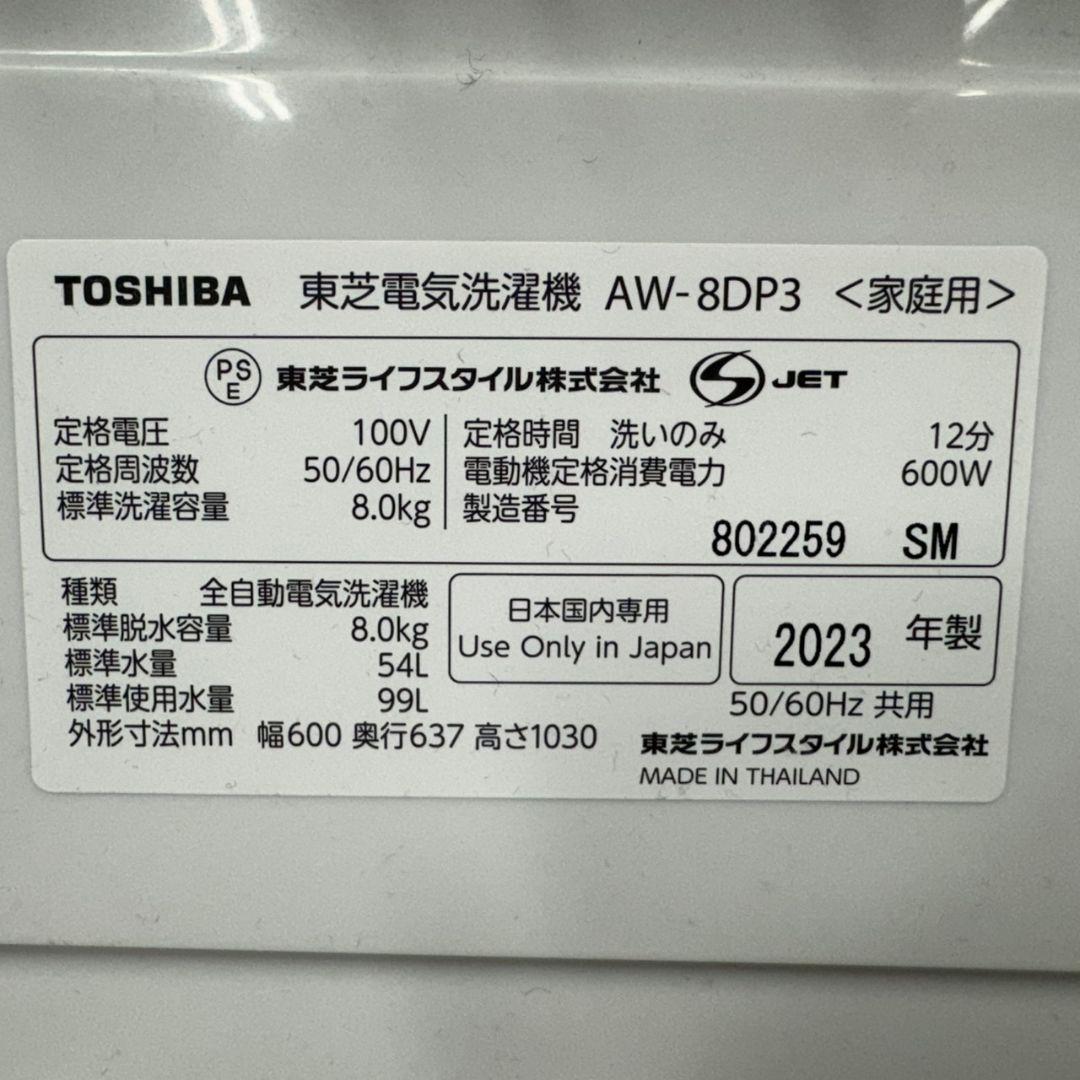 TOSHIBA 東芝電気洗濯機 AW-8DP3 <家庭用>
PSE 東芝ライフスタイル株式会社 S JET
定格電圧 100V
定格周波数 50/60Hz
標準洗濯容量 8.0kg
定格時間 洗いのみ 12分
電動機定格消費電力 600W
製造番号
802259 SM
種類 全自動電気洗濯機
標準脱水容量 8.0kg
標準水量 54L
標準使用水量 99L
外形寸法mm 幅600 奥行637 高さ1030
日本国内専用
Use Only in Japan
2023 年製
50/60Hz 共用
東芝ライフスタイル株式会社
MADE IN THAILAND